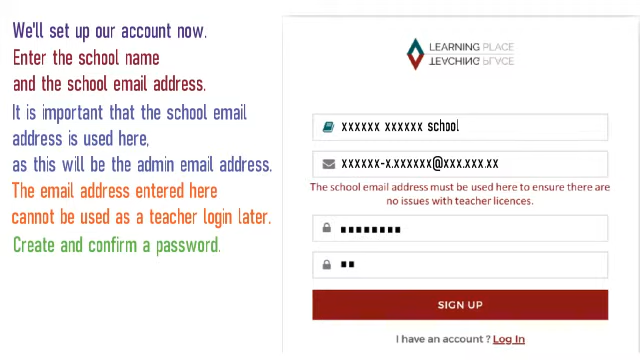 We'll set up our account now.
Enter the school name
and the school email address.
It is important that the school email
address is used here,
as this will be the admin email address.
The email address entered here
cannot be used as a teacher login later.
Create and confirm a password.
LEARNING PLACE
TEACHING PLACE
xxxxxx xxxxxx school
xxxxxx-x.xxxxxx@xxx.xxx.xx
The school email address must be used here to ensure there are
no issues with teacher licences.
SIGN UP
I have an account ? Log In